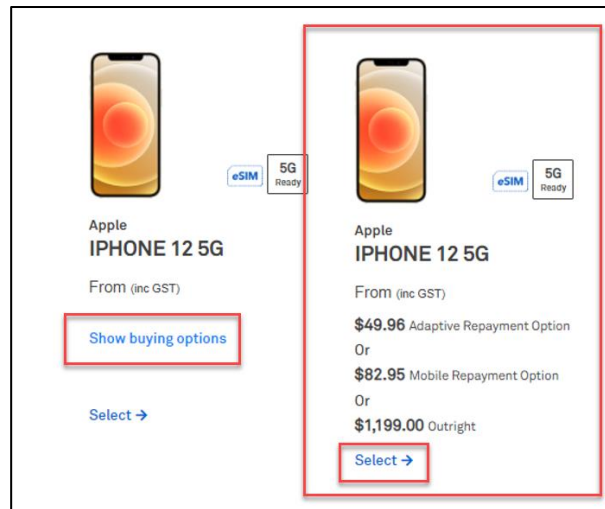 eSIM
5G
Ready
Apple
IPHONE 12 5G
From (inc GST)
Show buying options
Select →
eSIM
5G
Ready
Apple
IPHONE 12 5G
From (inc GST)
$49.96 Adaptive Repayment Option
Or
$82.95 Mobile Repayment Option
Or
$1,199.00 Outright
Select →